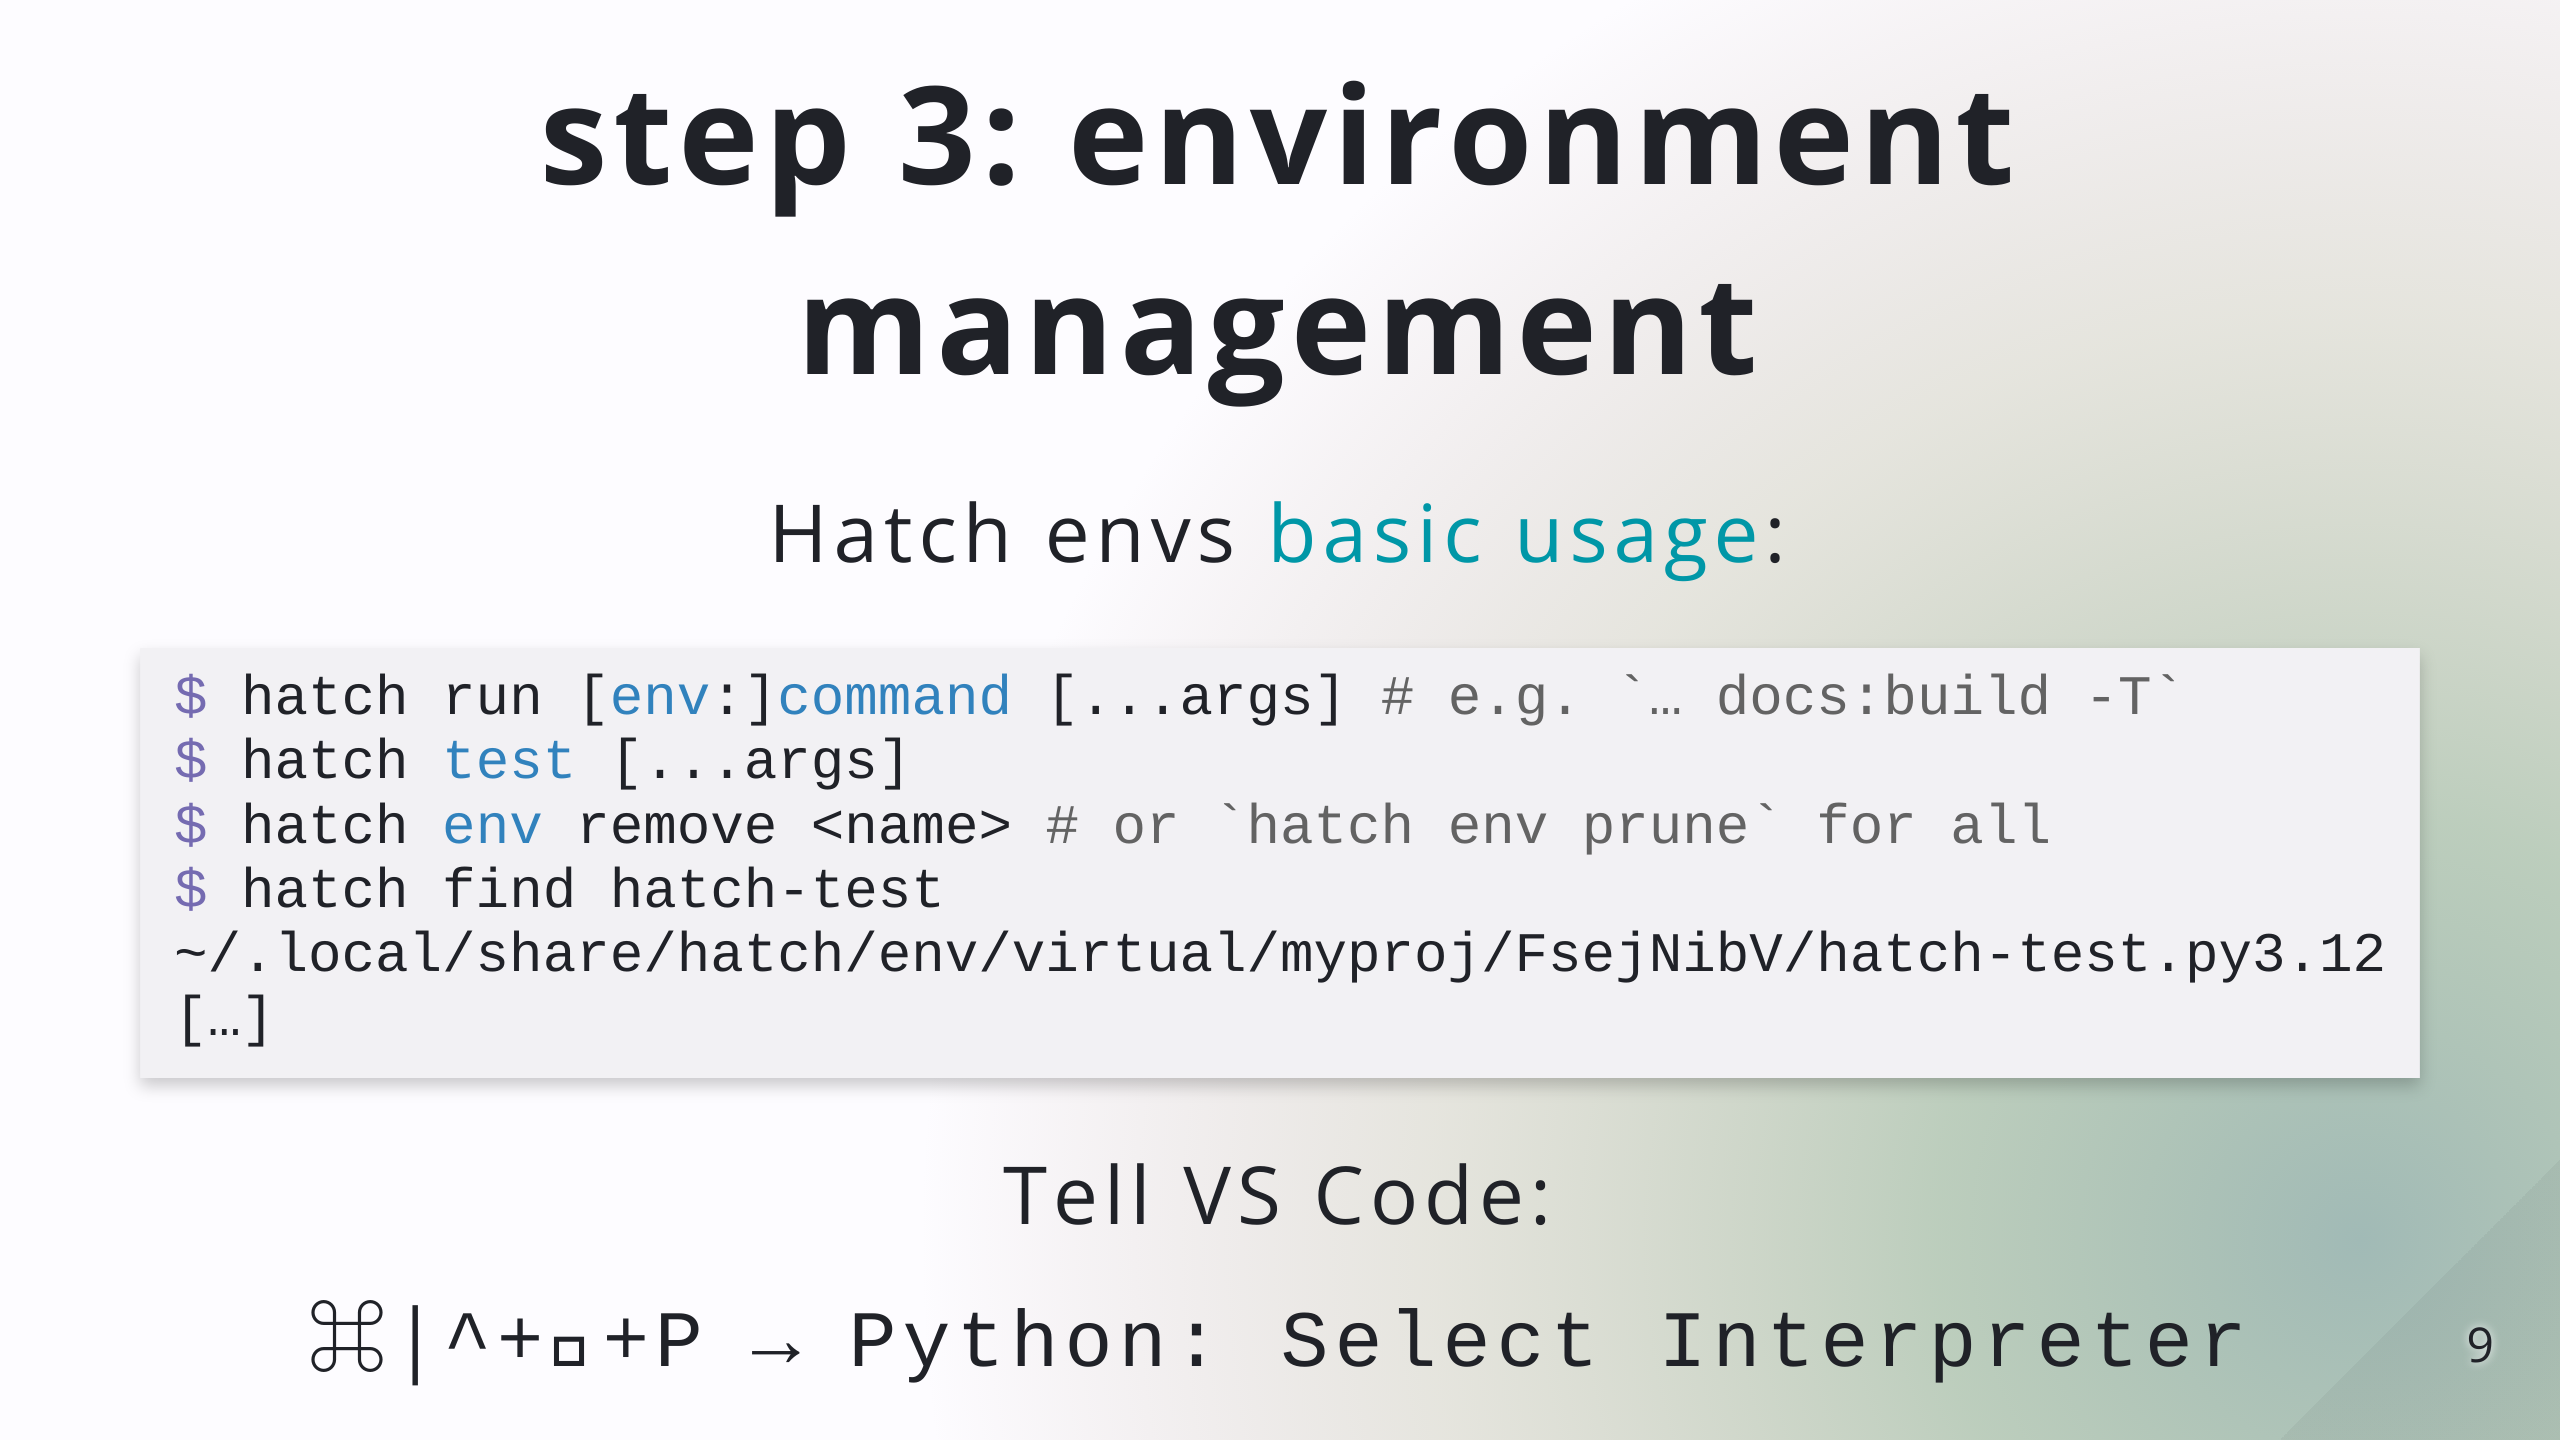 step 3: environment
management
Hatch envs basic usage:
$ hatch run [env:]command [...args] # e.g. `… docs:build -T`
$ hatch test [...args]
$ hatch env remove <name> # or `hatch env prune` for all
$ hatch find hatch-test
~/.local/share/hatch/env/virtual/myproj/FsejNibV/hatch-test.py3.12
[…]
Tell VS Code:
⌘|^+▯+P → Python: Select Interpreter
9